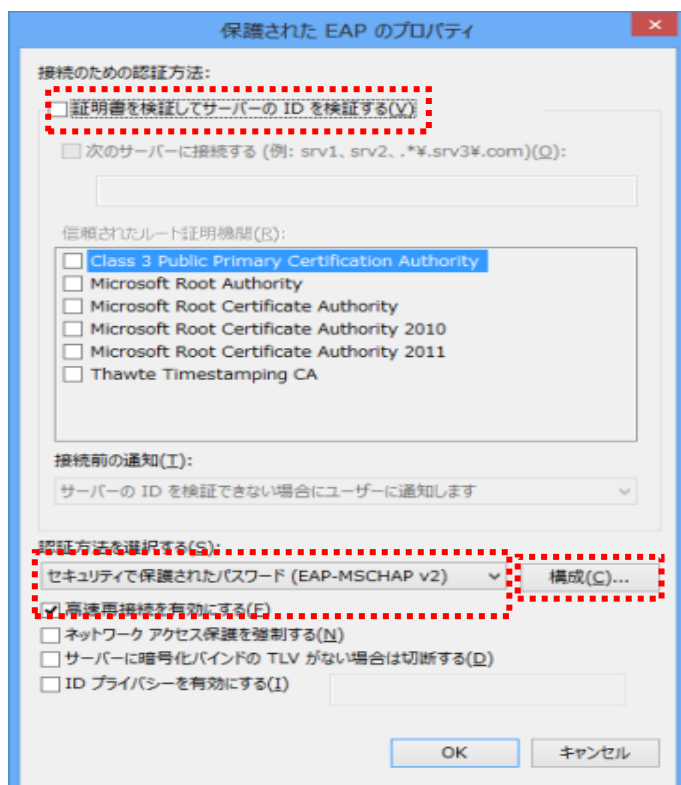 保護された EAP のプロパティ
接続のための認証方法:
証明書を検証してサーバーの ID を検証する(V)
次のサーバーに接続する (例: srv1、srv2、.*¥.srv3¥.com)(O):
信頼されたルート証明機関(R):
Class 3 Public Primary Certification Authority
Microsoft Root Authority
Microsoft Root Certificate Authority
Microsoft Root Certificate Authority 2010
Microsoft Root Certificate Authority 2011
Thawte Timestamping CA
接続前の通知(T):
サーバーの ID を検証できない場合にユーザーに通知します
認証方法を選択する(S):
セキュリティで保護されたパスワード (EAP-MSCHAP v2) 構成(C)...
高速再接続を有効にする(F)
ネットワーク アクセス保護を強制する(N)
サーバーに暗号化バインドの TLV がない場合は切断する(D)
ID プライバシーを有効にする(I)
OK キャンセル